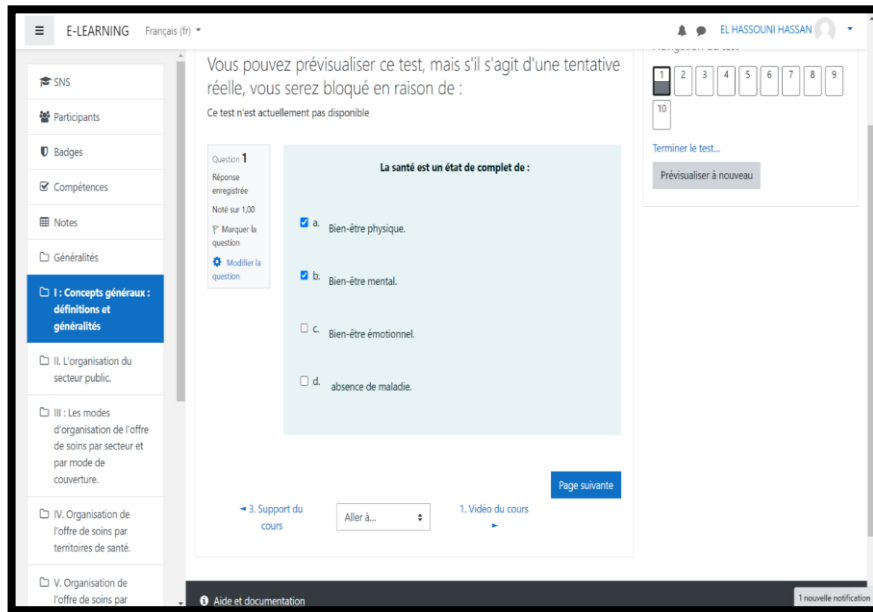 E-LEARNING Français (fr)
EL HASSOUNI HASSAN
SNS
Participants
Badges
Compétences
Notes
Généralités
I : Concepts généraux :
définitions et
généralités
II. L'organisation du
secteur public.
III : Les modes
d'organisation de l'offre
de soins par secteur et
par mode de
couverture.
IV. Organisation de
l'offre de soins par
territoires de santé.
V. Organisation de
l'offre de soins par
Vous pouvez prévisualiser ce test, mais s'il s'agit d'une tentative
réelle, vous serez bloqué en raison de :
Ce test n'est actuellement pas disponible
Question 1
Réponse
enregistrée
Noté sur 1,00
Marquer la
question
Modifier la
question
La santé est un état de complet de :
a. Bien-être physique.
b. Bien-être mental.
c. Bien-être émotionnel.
d. absence de maladie.
Page suivante
◄ 3. Support du
cours
Aller à...
1. Vidéo du cours
►
Navigation du test
1 2 3 4 5 6 7 8 9
10
Terminer le test...
Prévisualiser à nouveau
Aide et documentation
1 nouvelle notification